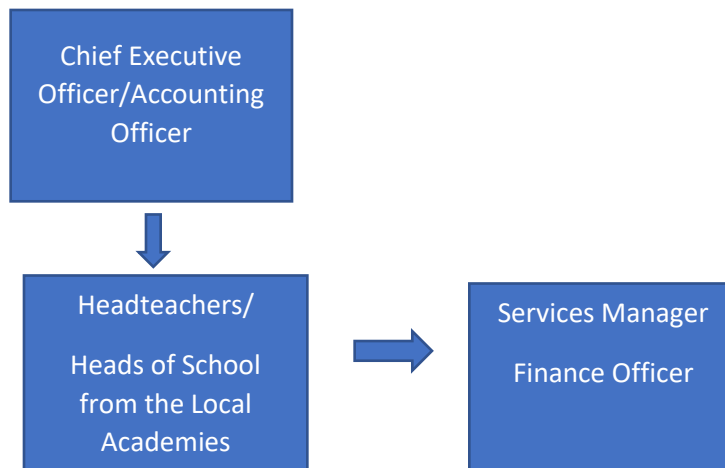 Chief Executive
Officer/Accounting
Officer
Headteachers/
Heads of School
from the Local
Academies
Services Manager
Finance Officer